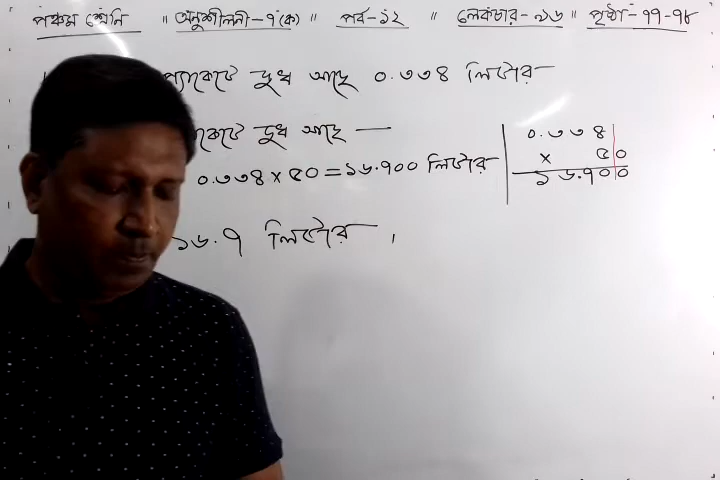 পঞ্চম শ্রেণি ॥ অনুশীলনী-৭(ক) ॥ পর্ব-১২ ॥ লেকচার-৯৬ ॥ পৃষ্ঠা-৭৭-৭৮
প্যাকেটে দুধ আছে ০.৩৩৪ লিটার
কেটে দুধ আছে —
০.৩৩৪ × ৫০ = ১৬.৭০০ লিটার
১৬.৭ লিটার ।
০.৩৩৪
× ৫০
১৬.৭০০